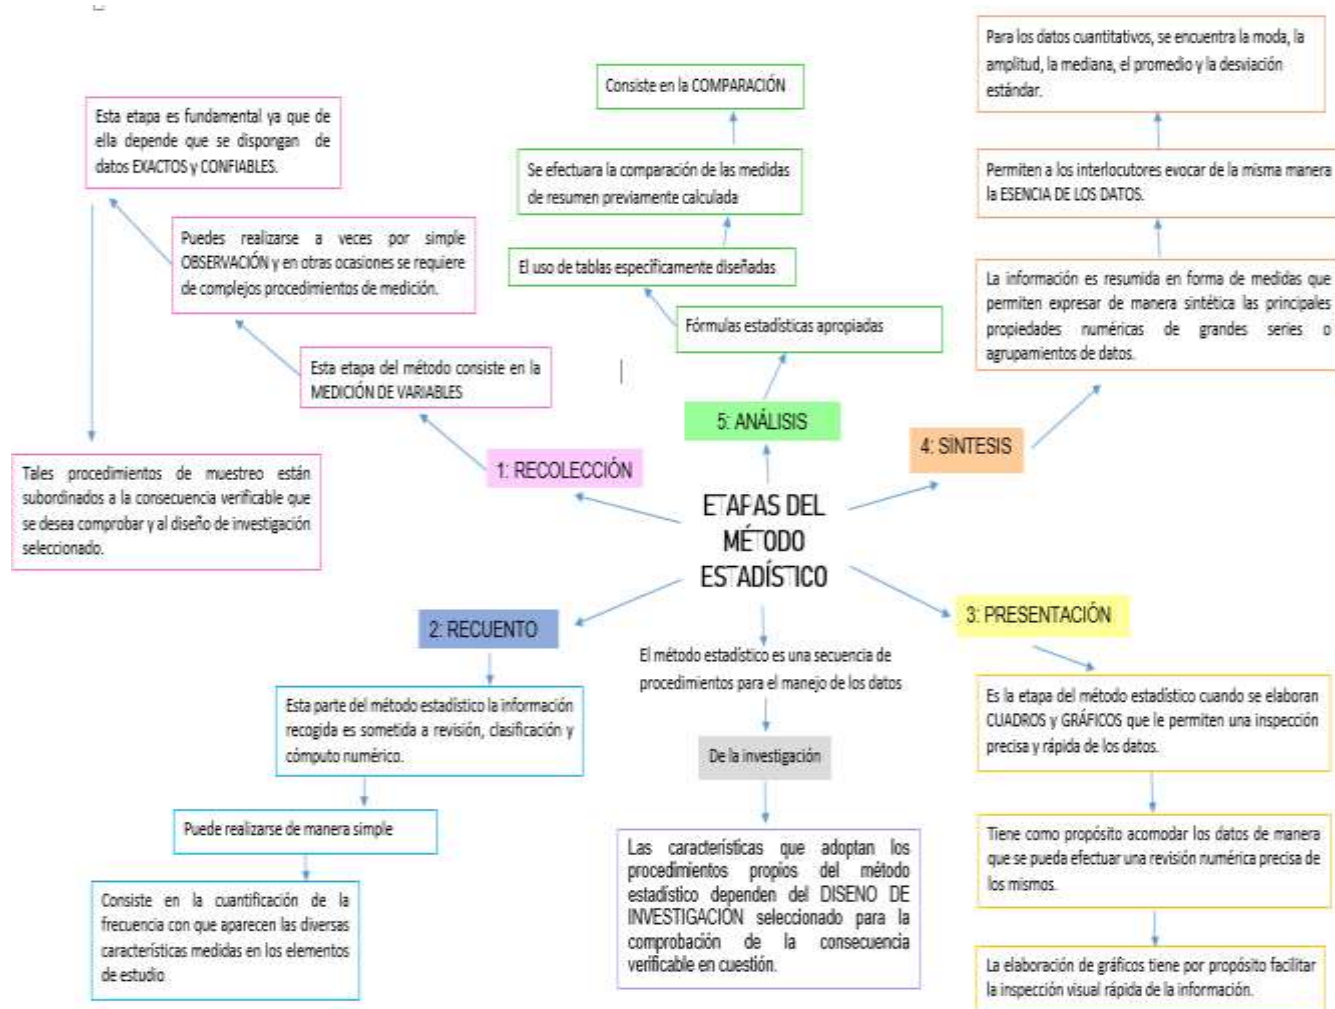 ETAPAS DEL
MÉTODO
ESTADÍSTICO
El método estadístico es una secuencia de
procedimientos para el manejo de los datos
De la investigación
Las características que adoptan los
procedimientos propios del método
estadístico dependen del DISENO DE
INVESTIGACIÓN seleccionado para la
comprobación de la consecuencia
verificable en cuestión.
1: RECOLECCIÓN
Esta etapa del método consiste en la
MEDICIÓN DE VARIABLES
Puedes realizarse a veces por simple
OBSERVACIÓN y en otras ocasiones se requiere
de complejos procedimientos de medición.
Esta etapa es fundamental ya que de
ella depende que se dispongan de
datos EXACTOS y CONFIABLES.
Tales procedimientos de muestreo están
subordinados a la consecuencia verificable que
se desea comprobar y al diseño de investigación
seleccionado.
2: RECUENTO
Esta parte del método estadístico la información
recogida es sometida a revisión, clasificación y
cómputo numérico.
Puede realizarse de manera simple
Consiste en la cuantificación de la
frecuencia con que aparecen las diversas
características medidas en los elementos
de estudio
3: PRESENTACIÓN
Es la etapa del método estadístico cuando se elaboran
CUADROS y GRÁFICOS que le permiten una inspección
precisa y rápida de los datos.
Tiene como propósito acomodar los datos de manera
que se pueda efectuar una revisión numérica precisa de
los mismos.
La elaboración de gráficos tiene por propósito facilitar
la inspección visual rápida de la información.
4: SÍNTESIS
La información es resumida en forma de medidas que
permiten expresar de manera sintética las principales
propiedades numéricas de grandes series o
agrupamientos de datos.
Permiten a los interlocutores evocar de la misma manera
la ESENCIA DE LOS DATOS.
Para los datos cuantitativos, se encuentra la moda, la
amplitud, la mediana, el promedio y la desviación
estándar.
5: ANÁLISIS
Fórmulas estadísticas apropiadas
El uso de tablas específicamente diseñadas
Se efectuara la comparación de las medidas
de resumen previamente calculada
Consiste en la COMPARACIÓN